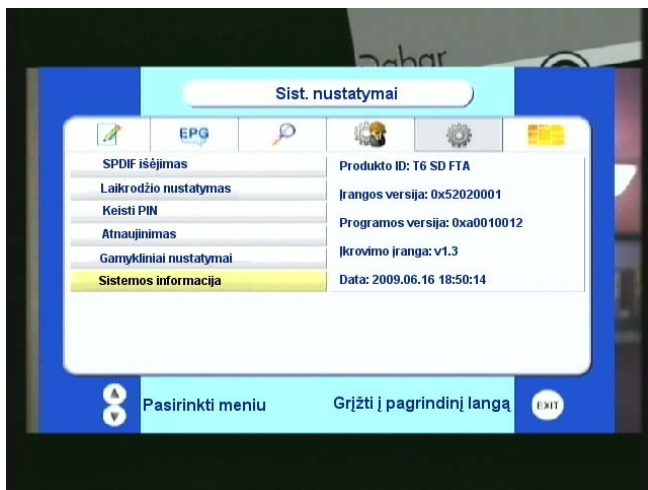 Dabar
Sist. nustatymai
EPG
SPDIF išėjimas
Laikrodžio nustatymas
Keisti PIN
Atnaujinimas
Gamykliniai nustatymai
Sistemos informacija
Produkto ID: T6 SD FTA
Įrangos versija: 0x52020001
Programos versija: 0xa0010012
Įkrovimo įranga: v1.3
Data: 2009.06.16 18:50:14
Pasirinkti meniu
Grįžti į pagrindinį langą
EXIT